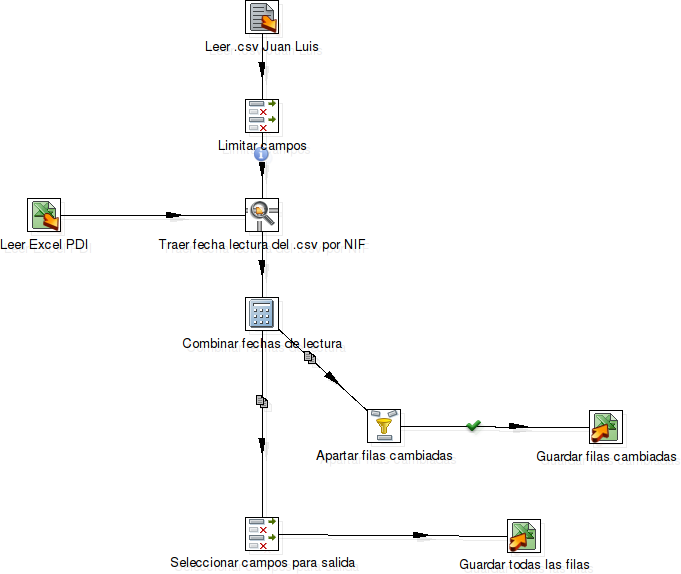 Leer .csv Juan Luis
Limitar campos
Leer Excel PDI
Traer fecha lectura del .csv por NIF
Combinar fechas de lectura
Apartar filas cambiadas
Guardar filas cambiadas
Seleccionar campos para salida
Guardar todas las filas